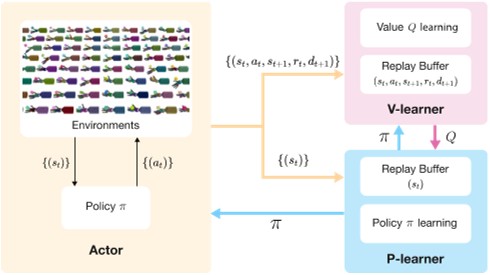 Environments
{(s_t)}
{(a_t)}
Policy π
Actor
{(s_t, a_t, s_{t+1}, r_t, d_{t+1})}
{(s_t)}
π
Value Q learning
Replay Buffer
(s_t, a_t, s_{t+1}, r_t, d_{t+1})
V-learner
π
Q
Replay Buffer
(s_t)
Policy π learning
P-learner